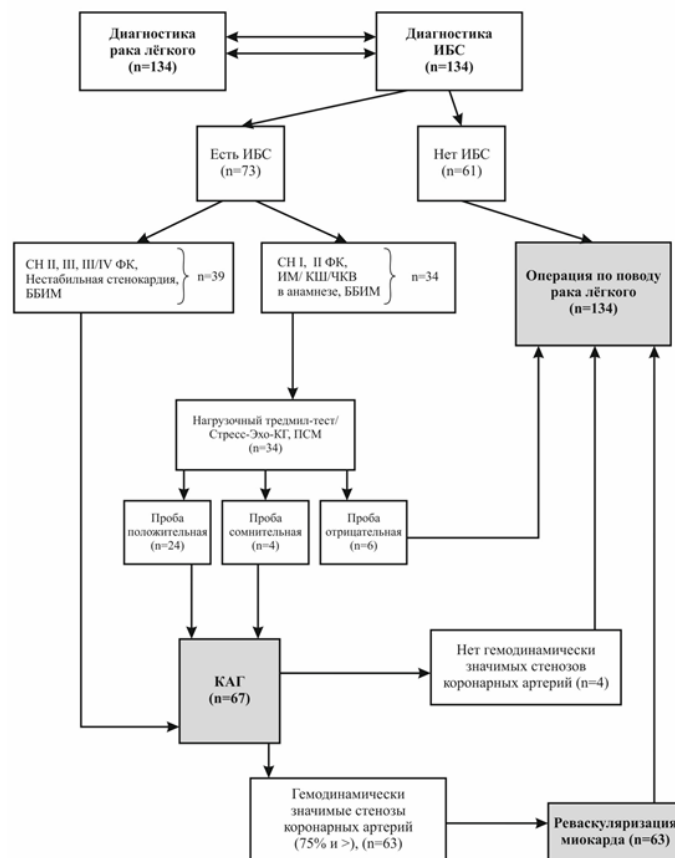 Диагностика
рака лёгкого
(n=134)
Диагностика
ИБС
(n=134)
Есть ИБС
(n=73)
Нет ИБС
(n=61)
СН II, III, III/IV ФК,
Нестабильная стенокардия,
ББИМ
n=39
СН I, II ФК,
ИМ/ КШ/ЧКВ
в анамнезе, ББИМ
n=34
Операция по поводу
рака лёгкого
(n=134)
Нагрузочный тредмил-тест/
Стресс-Эхо-КГ, ПСМ
(n=34)
Проба
положительная
(n=24)
Проба
сомнительная
(n=4)
Проба
отрицательная
(n=6)
КАГ
(n=67)
Нет гемодинамически
значимых стенозов
коронарных артерий (n=4)
Гемодинамически
значимые стенозы
коронарных артерий
(75% и >), (n=63)
Реваскуляризация
миокарда (n=63)